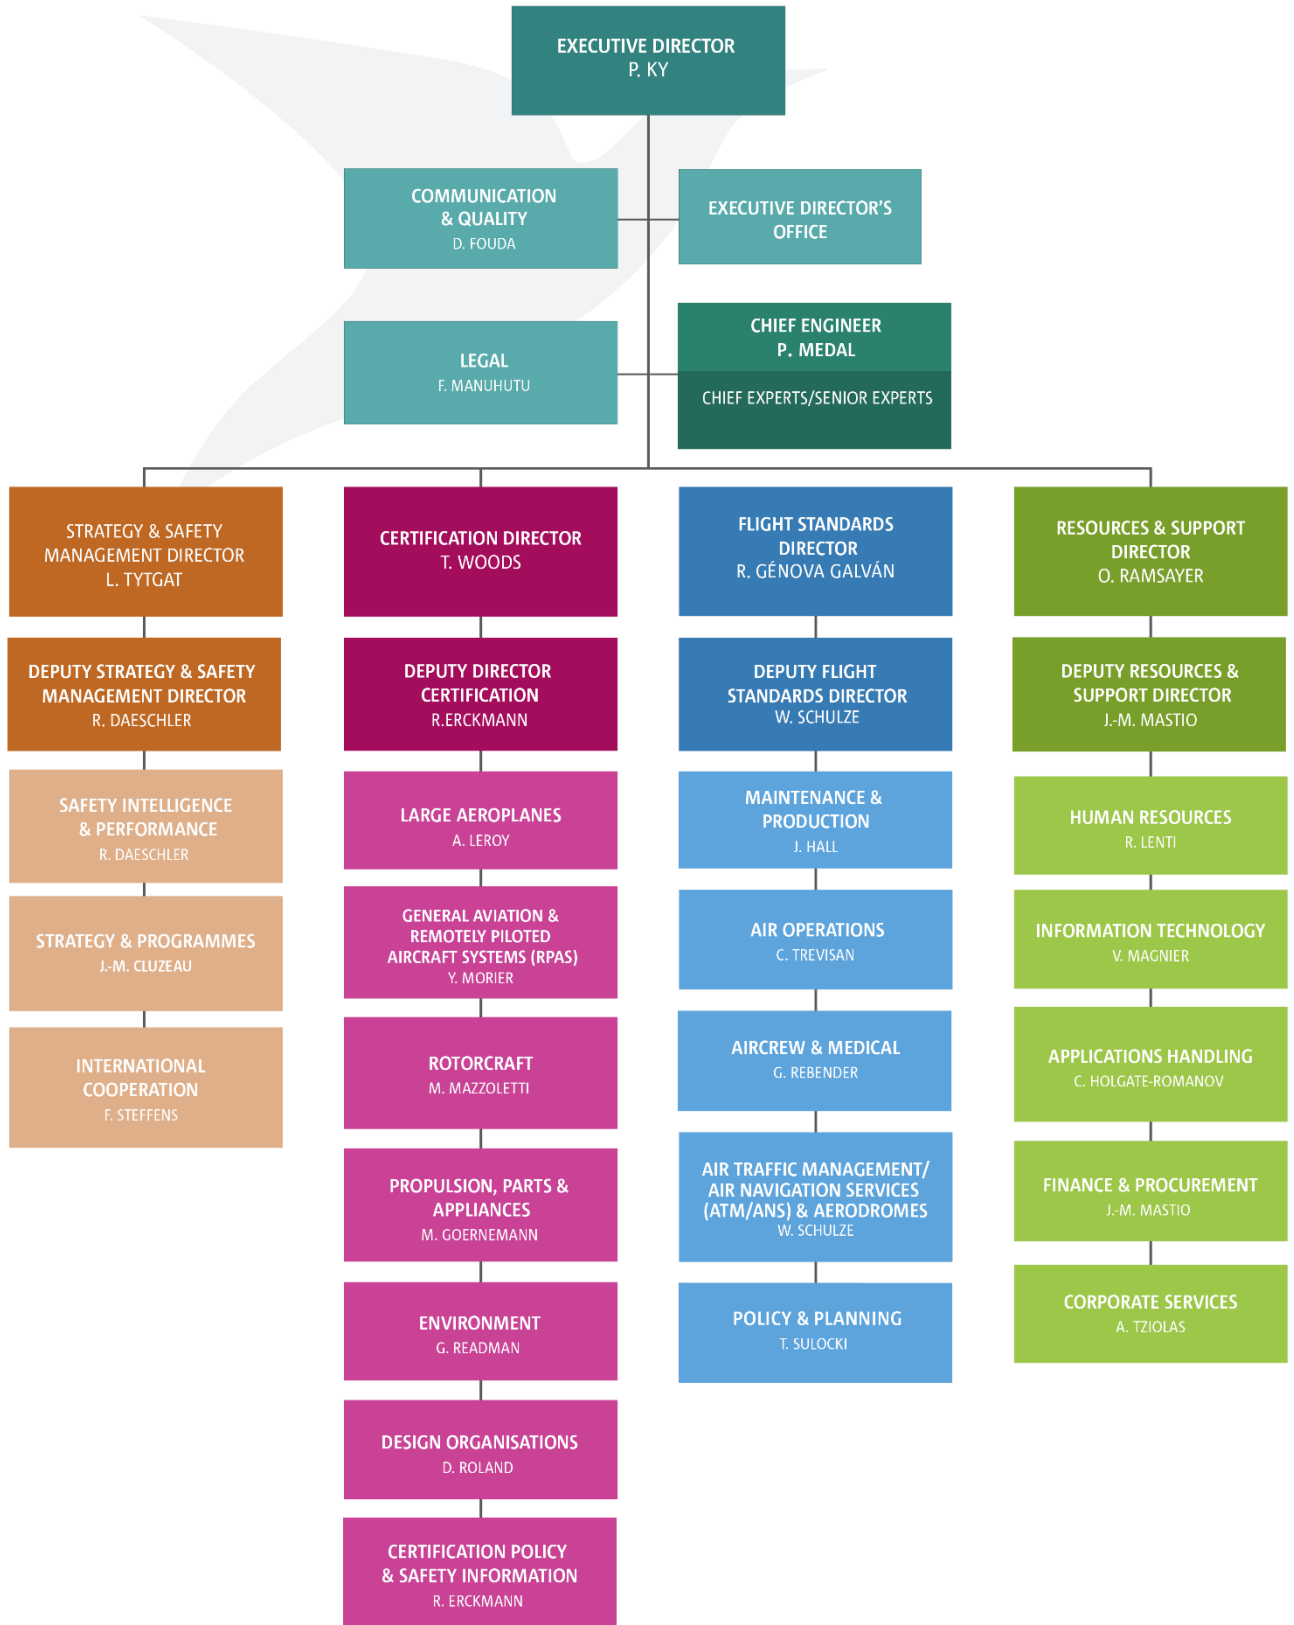 EXECUTIVE DIRECTOR
P. KY
COMMUNICATION
& QUALITY
D. FOUDA
EXECUTIVE DIRECTOR'S
OFFICE
LEGAL
F. MANUHUTU
CHIEF ENGINEER
P. MEDAL
CHIEF EXPERTS/SENIOR EXPERTS
STRATEGY & SAFETY
MANAGEMENT DIRECTOR
L. TYTGAT
DEPUTY STRATEGY & SAFETY
MANAGEMENT DIRECTOR
R. DAESCHLER
SAFETY INTELLIGENCE
& PERFORMANCE
R. DAESCHLER
STRATEGY & PROGRAMMES
J.-M. CLUZEAU
INTERNATIONAL
COOPERATION
F. STEFFENS
CERTIFICATION DIRECTOR
T. WOODS
DEPUTY DIRECTOR
CERTIFICATION
R.ERCKMANN
LARGE AEROPLANES
A. LEROY
GENERAL AVIATION &
REMOTELY PILOTED
AIRCRAFT SYSTEMS (RPAS)
Y. MORIER
ROTORCRAFT
M. MAZZOLETTI
PROPULSION, PARTS &
APPLIANCES
M. GOERNEMANN
ENVIRONMENT
G. READMAN
DESIGN ORGANISATIONS
D. ROLAND
CERTIFICATION POLICY
& SAFETY INFORMATION
R. ERCKMANN
FLIGHT STANDARDS
DIRECTOR
R. GÉNOVA GALVÁN
DEPUTY FLIGHT
STANDARDS DIRECTOR
W. SCHULZE
MAINTENANCE &
PRODUCTION
J. HALL
AIR OPERATIONS
C. TREVISAN
AIRCREW & MEDICAL
G. REBENDER
AIR TRAFFIC MANAGEMENT/
AIR NAVIGATION SERVICES
(ATM/ANS) & AERODROMES
W. SCHULZE
POLICY & PLANNING
T. SULOCKI
RESOURCES & SUPPORT
DIRECTOR
O. RAMSAYER
DEPUTY RESOURCES &
SUPPORT DIRECTOR
J.-M. MASTIO
HUMAN RESOURCES
R. LENTI
INFORMATION TECHNOLOGY
V. MAGNIER
APPLICATIONS HANDLING
C. HOLGATE-ROMANOV
FINANCE & PROCUREMENT
J.-M. MASTIO
CORPORATE SERVICES
A. TZIOLAS